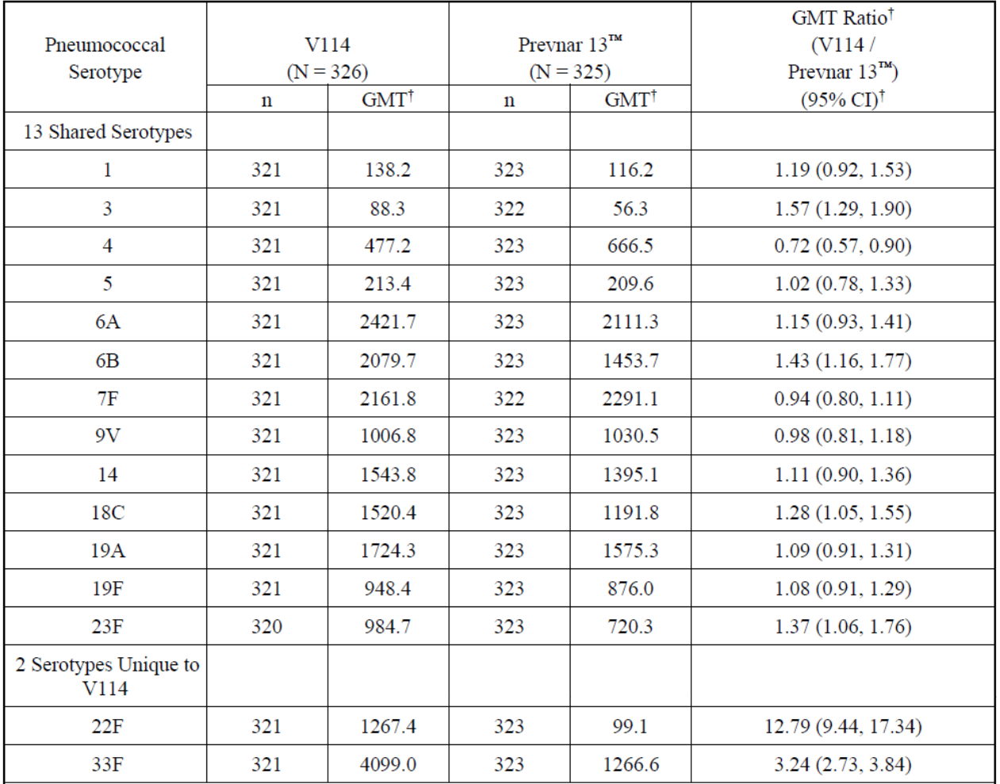 Pneumococcal Serotype | V114 (N = 326) | Prevnar 13™ (N = 325) | GMT Ratio† (V114 / Prevnar 13™) (95% CI)†
n | GMT† | n | GMT†
13 Shared Serotypes
1 | 321 | 138.2 | 323 | 116.2 | 1.19 (0.92, 1.53)
3 | 321 | 88.3 | 322 | 56.3 | 1.57 (1.29, 1.90)
4 | 321 | 477.2 | 323 | 666.5 | 0.72 (0.57, 0.90)
5 | 321 | 213.4 | 323 | 209.6 | 1.02 (0.78, 1.33)
6A | 321 | 2421.7 | 323 | 2111.3 | 1.15 (0.93, 1.41)
6B | 321 | 2079.7 | 323 | 1453.7 | 1.43 (1.16, 1.77)
7F | 321 | 2161.8 | 322 | 2291.1 | 0.94 (0.80, 1.11)
9V | 321 | 1006.8 | 323 | 1030.5 | 0.98 (0.81, 1.18)
14 | 321 | 1543.8 | 323 | 1395.1 | 1.11 (0.90, 1.36)
18C | 321 | 1520.4 | 323 | 1191.8 | 1.28 (1.05, 1.55)
19A | 321 | 1724.3 | 323 | 1575.3 | 1.09 (0.91, 1.31)
19F | 321 | 948.4 | 323 | 876.0 | 1.08 (0.91, 1.29)
23F | 320 | 984.7 | 323 | 720.3 | 1.37 (1.06, 1.76)
2 Serotypes Unique to
V114
22F | 321 | 1267.4 | 323 | 99.1 | 12.79 (9.44, 17.34)
33F | 321 | 4099.0 | 323 | 1266.6 | 3.24 (2.73, 3.84)